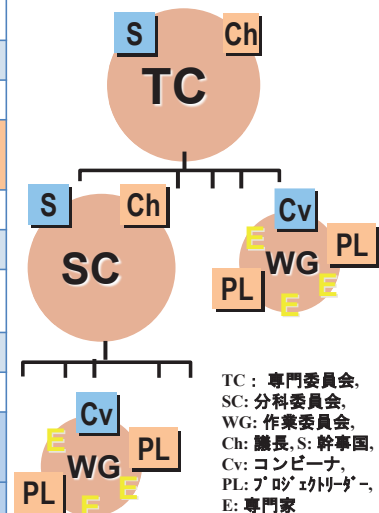 S
Ch
TC
S
Ch
SC
Cv
E
WG
PL
PL
E
E
Cv
E
WG
PL
PL
E
E
TC： 専門委員会,
SC: 分科委員会,
WG: 作業委員会,
Ch: 議長, S: 幹事国,
Cv: コンビーナ,
PL: ﾌﾟﾛｼﾞｪｸﾄﾘｰﾀﾞｰ,
E: 専門家